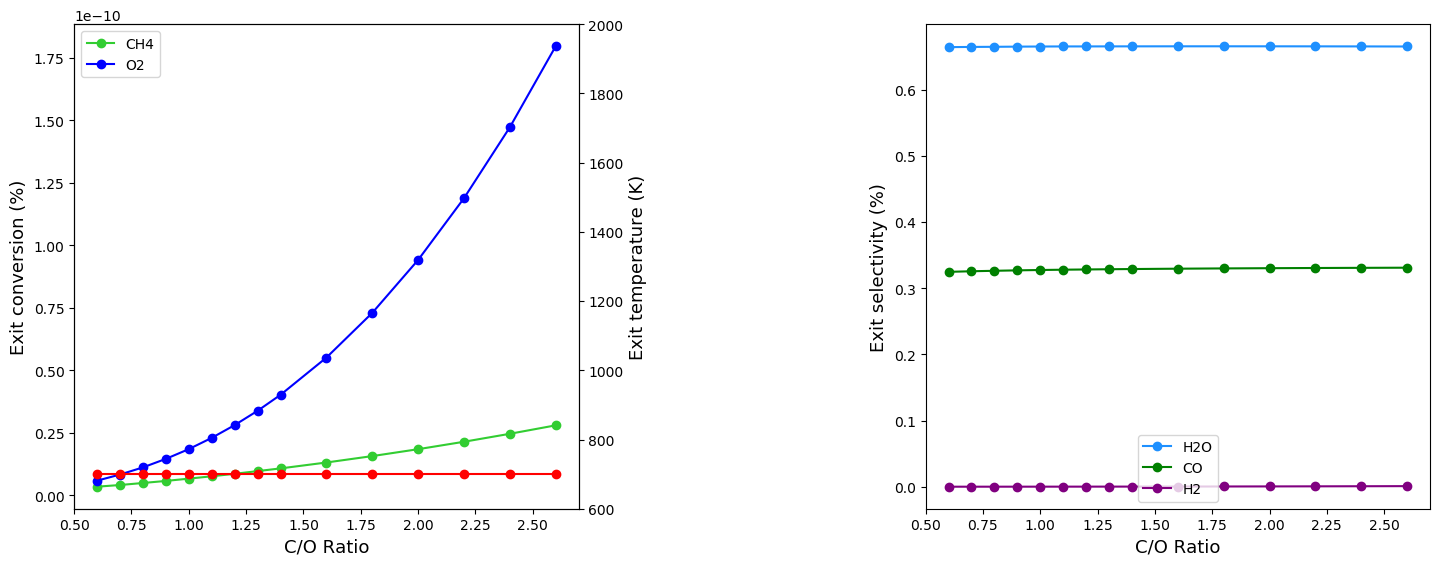 1e−10
CH4
O2
1.75
1.50
1.25
1.00
0.75
0.50
0.25
0.00
Exit conversion (%)
0.50 0.75 1.00 1.25 1.50 1.75 2.00 2.25 2.50
C/O Ratio
2000
1800
1600
1400
1200
1000
800
600
Exit temperature (K)
0.6
0.5
0.4
0.3
0.2
0.1
0.0
Exit selectivity (%)
H2O
CO
H2
0.50 0.75 1.00 1.25 1.50 1.75 2.00 2.25 2.50
C/O Ratio